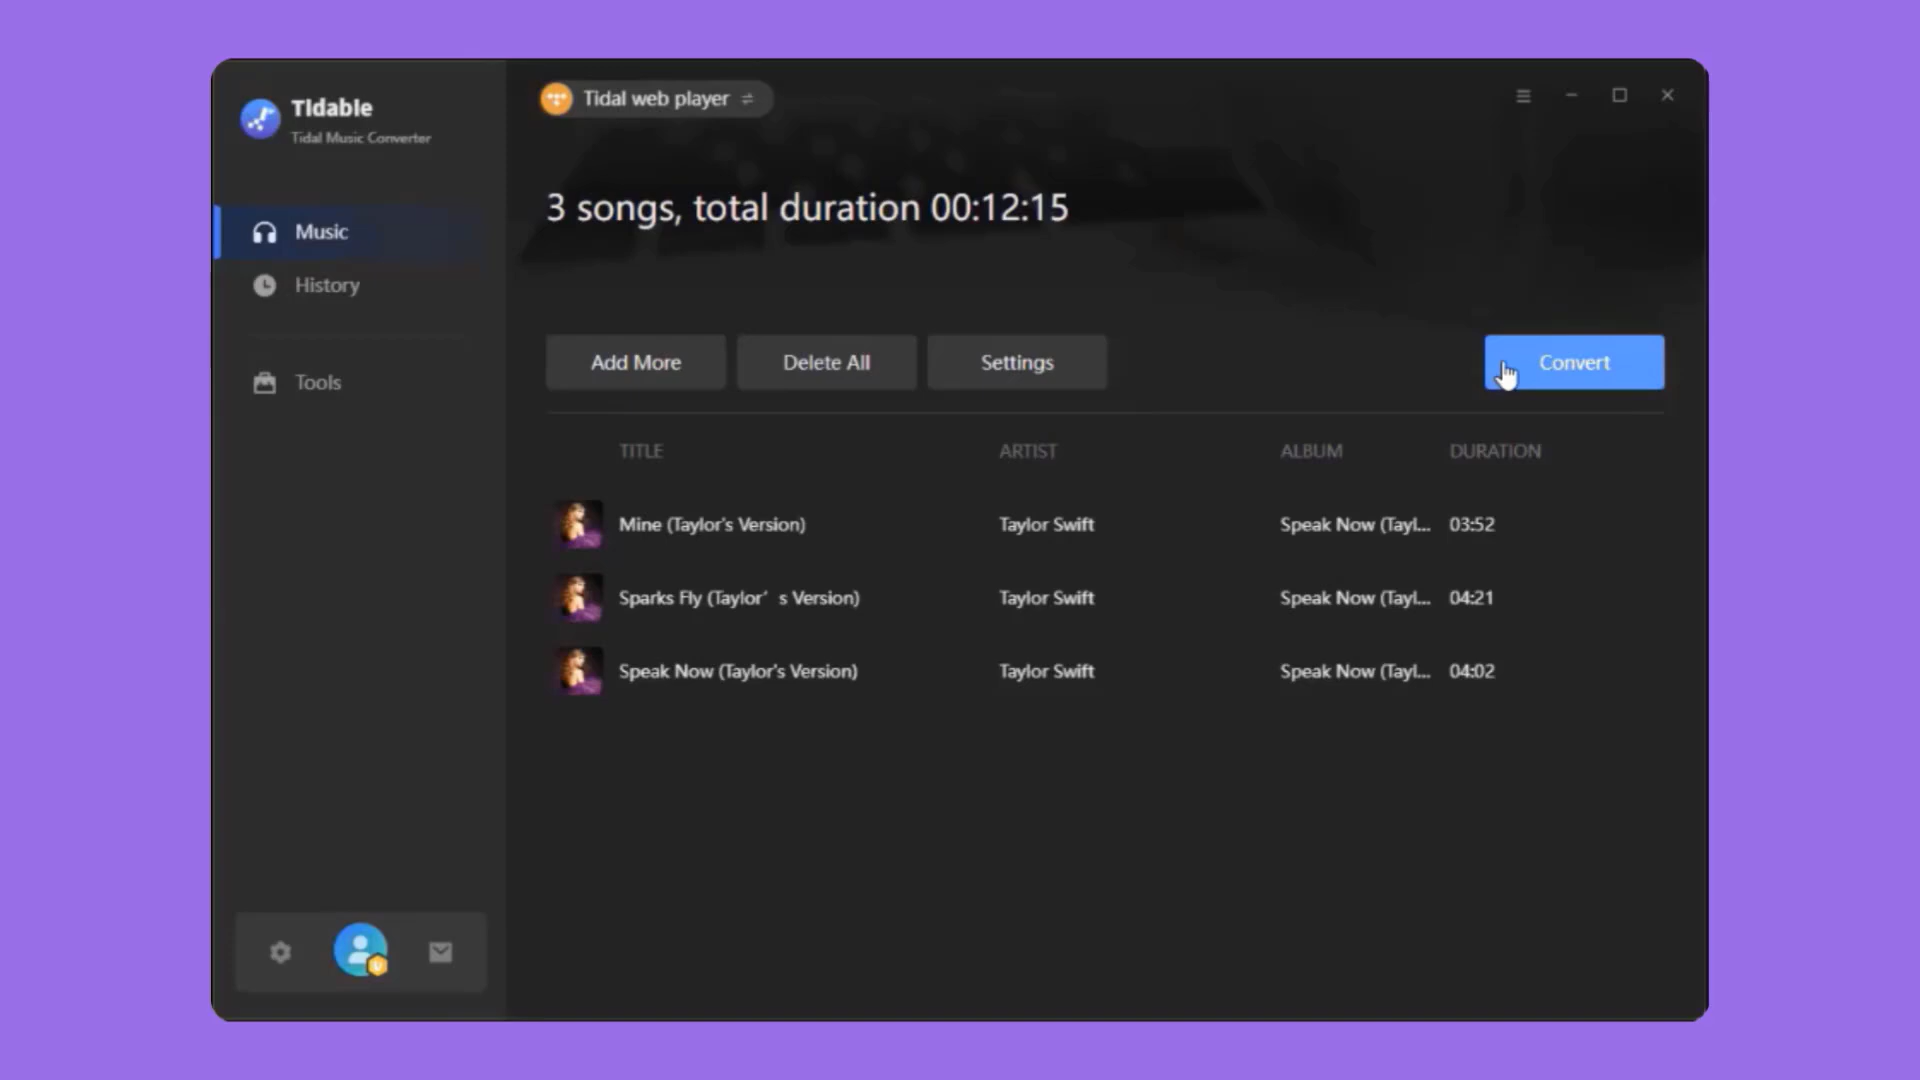 Tidable
Tidal Music Converter
Music
History
Tools
Tidal web player
3 songs, total duration 00:12:15
Add More
Delete All
Settings
Convert
TITLE ARTIST ALBUM DURATION
Mine (Taylor's Version) Taylor Swift Speak Now (Tayl... 03:52
Sparks Fly (Taylor’ s Version) Taylor Swift Speak Now (Tayl... 04:21
Speak Now (Taylor's Version) Taylor Swift Speak Now (Tayl... 04:02